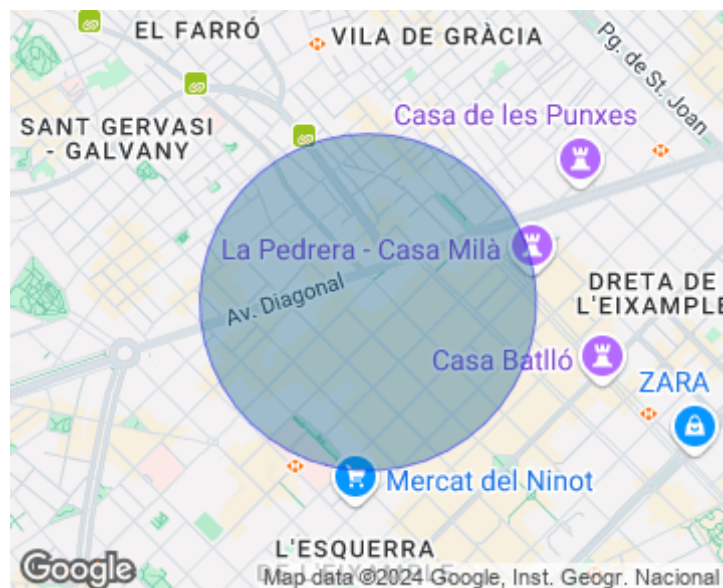 EL FARRÓ
VILA DE GRÀCIA
Pg. de St. Joan
SANT GERVASI
- GALVANY
Casa de les Punxes
La Pedrera - Casa Milà
Av. Diagonal
DRETA DE
L'EIXAMPLE
Casa Batlló
ZARA
Mercat del Ninot
L'ESQUERRA
DE L'EIXAMPLE
Google
Map data ©2024 Google, Inst. Geogr. Nacional